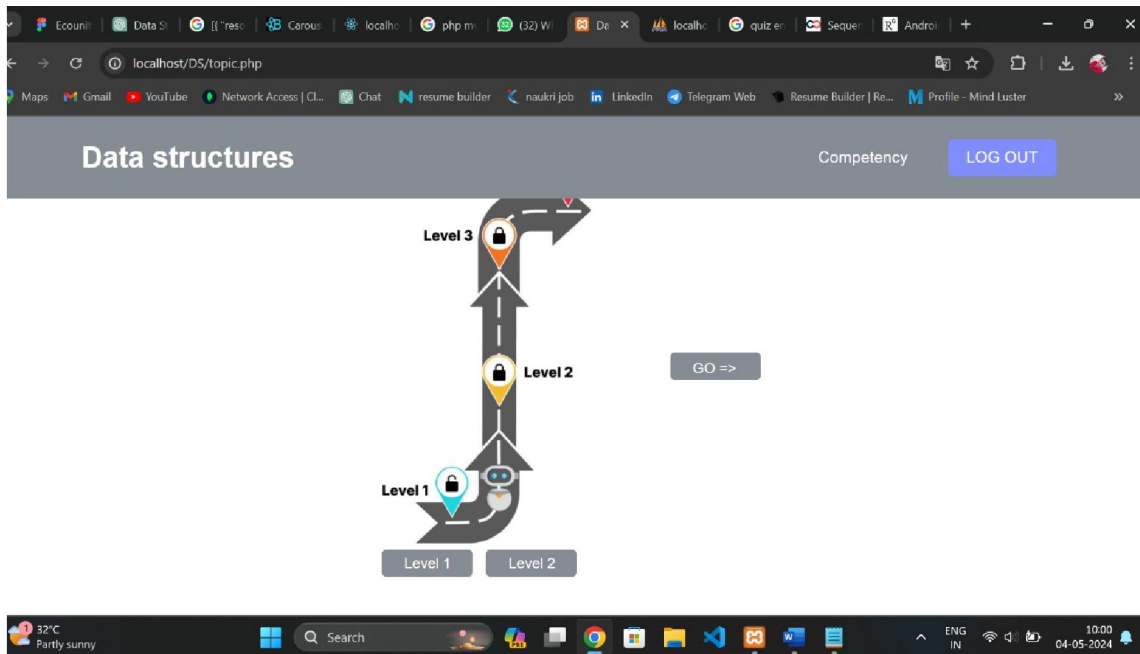 Ecounit Data St [{"reso Carous localho php my (32) W Da localho quiz en Sequer Androi
localhost/DS/topic.php
Maps Gmail YouTube Network Access | Cl... Chat resume builder naukri job LinkedIn Telegram Web Resume Builder | Re... Profile - Mind Luster »
Data structures Competency LOG OUT
Level 3
Level 2 GO =>
Level 1
Level 1 Level 2
1 32°C Search ENG 10:00
Partly sunny IN 04-05-2024